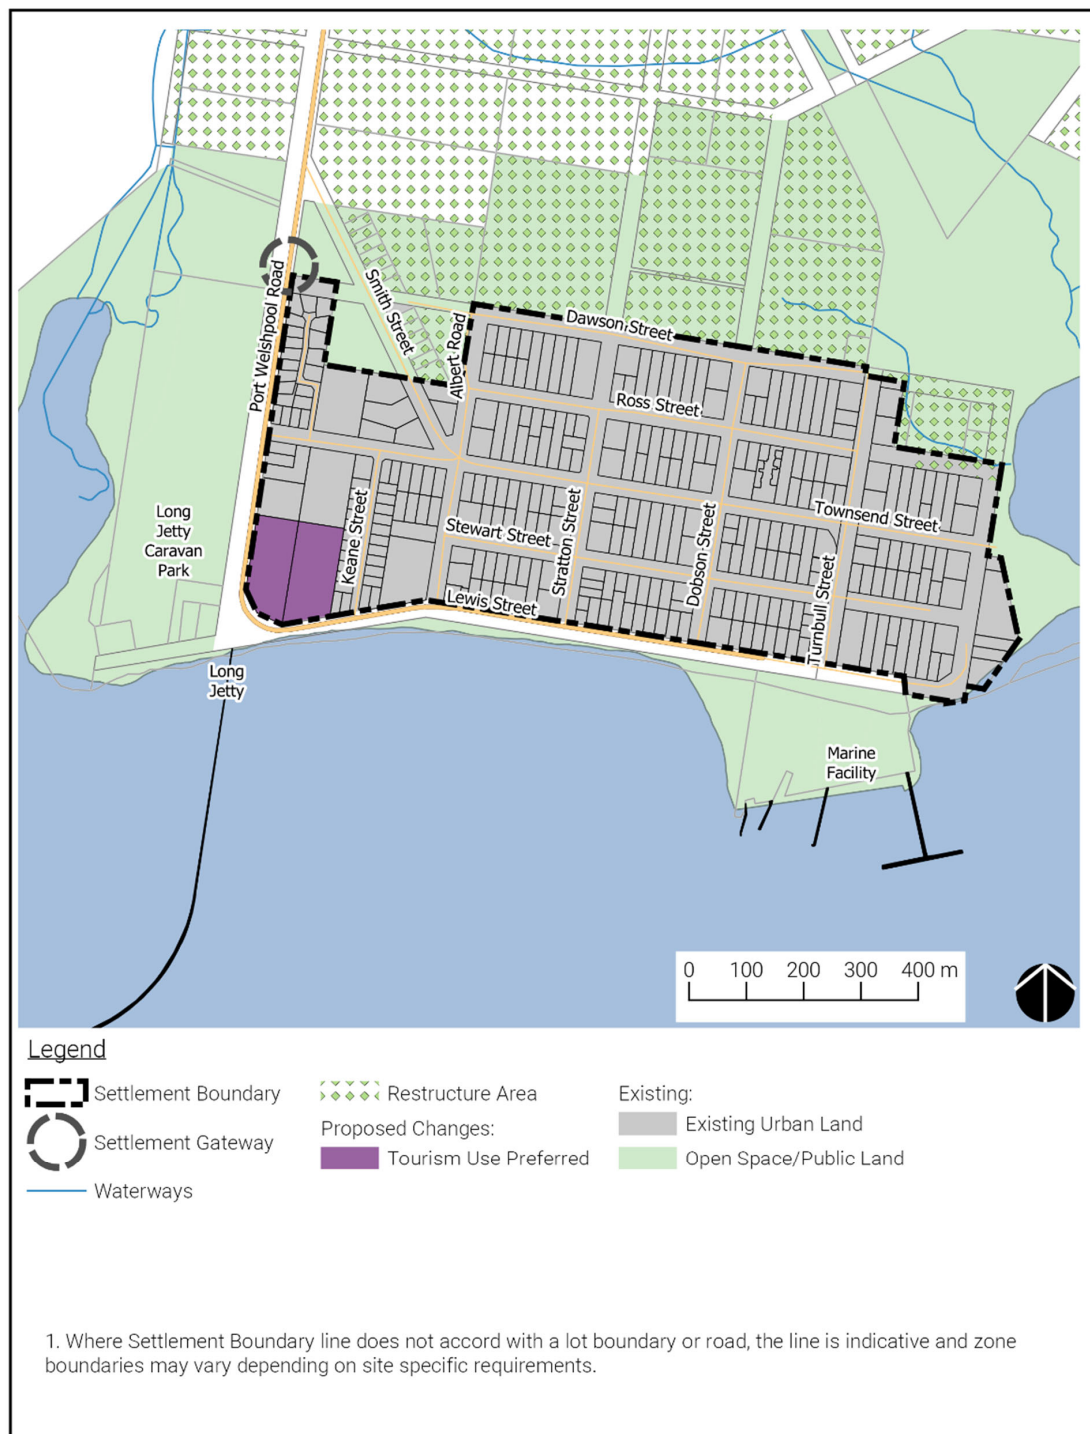 Smith Street
Port Welshpool Road
Albert Road
Dawson Street
Ross Street
Long
Jetty
Caravan
Park
Keane Street
Stewart Street
Stratton Street
Dobson Street
Townsend Street
Turnbull Street
Lewis Street
Long
Jetty
Marine
Facility
0 100 200 300 400 m
Legend
Settlement Boundary
Settlement Gateway
Waterways
Restructure Area
Proposed Changes:
Tourism Use Preferred
Existing:
Existing Urban Land
Open Space/Public Land
1. Where Settlement Boundary line does not accord with a lot boundary or road, the line is indicative and zone
boundaries may vary depending on site specific requirements.